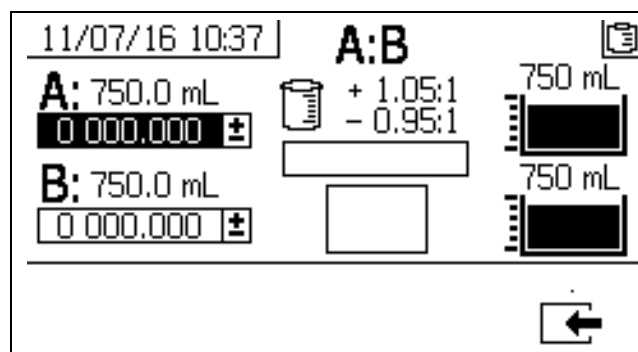 11/07/16 10:37
A:B
A: 750.0 mL
0 000.000 ±
+ 1.05:1
- 0.95:1
750 mL
B: 750.0 mL
0 000.000 ±
750 mL